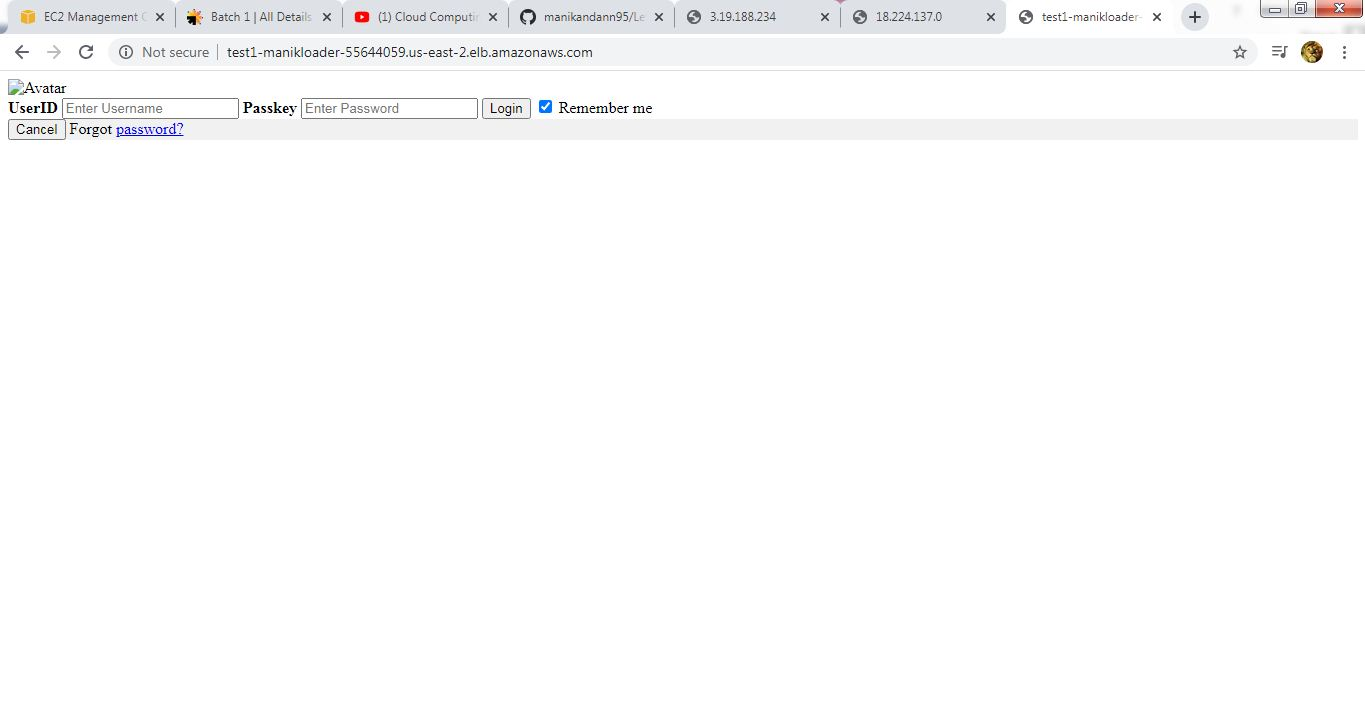 EC2 Management C
Batch 1 | All Details
(1) Cloud Computin
manikandann95/Le
3.19.188.234
18.224.137.0
test1-manikloader-
Not secure
test1-manikloader-55644059.us-east-2.elb.amazonaws.com
Avatar
UserID Enter Username Passkey Enter Password Login Remember me
Cancel Forgot password?